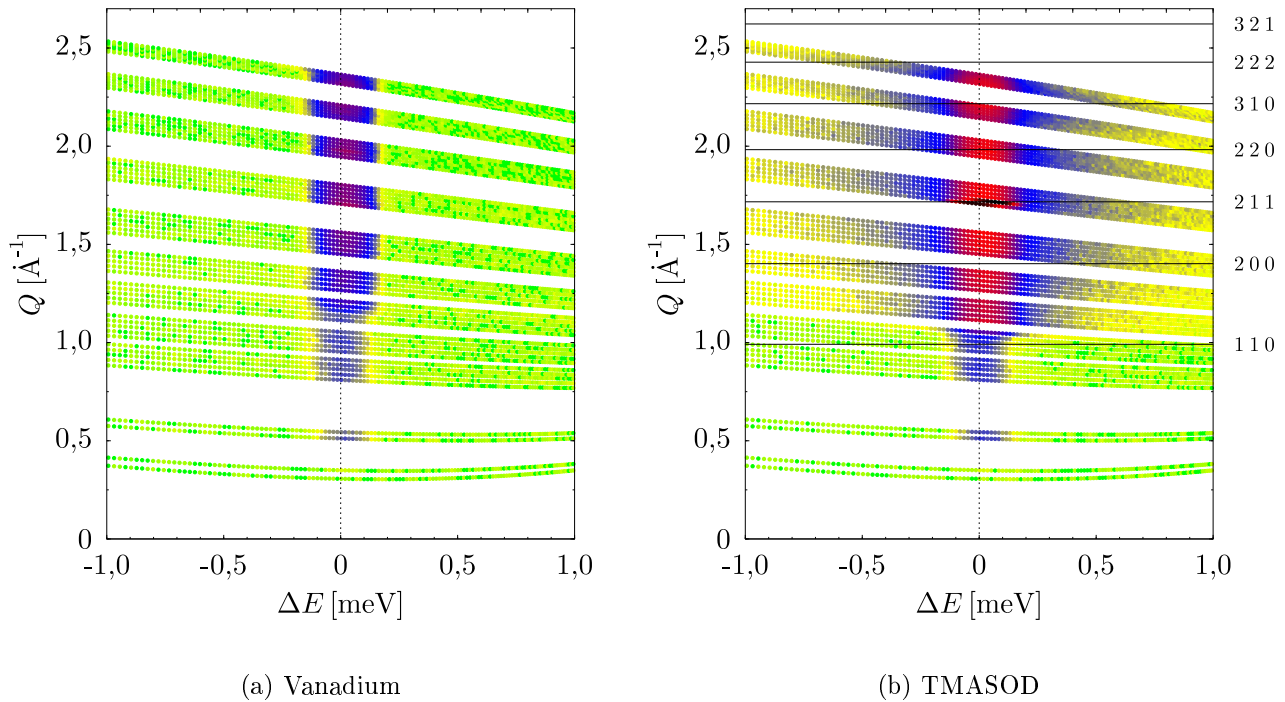 2,5
2,0
1,5
1,0
0,5
0
Q [Å-1]
-1,0 -0,5 0 0,5 1,0
ΔE [meV]
(a) Vanadium
2,5
2,0
1,5
1,0
0,5
0
Q [Å-1]
3 2 1
2 2 2
3 1 0
2 2 0
2 1 1
2 0 0
1 1 0
-1,0 -0,5 0 0,5 1,0
ΔE [meV]
(b) TMASOD